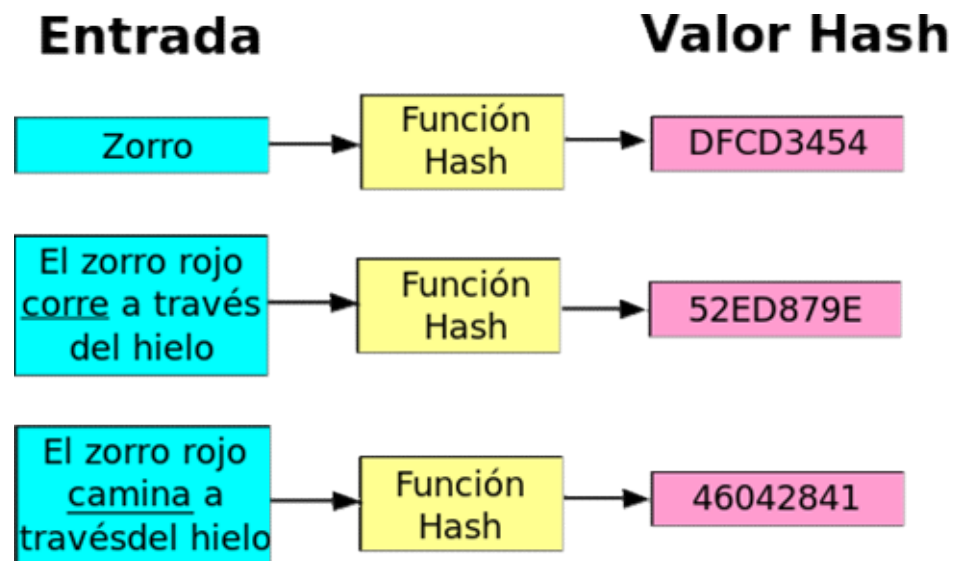 Entrada
Valor Hash
Zorro
Función
Hash
DFCD3454
El zorro rojo
corre a través
del hielo
Función
Hash
52ED879E
El zorro rojo
camina a
travésdel hielo
Función
Hash
46042841